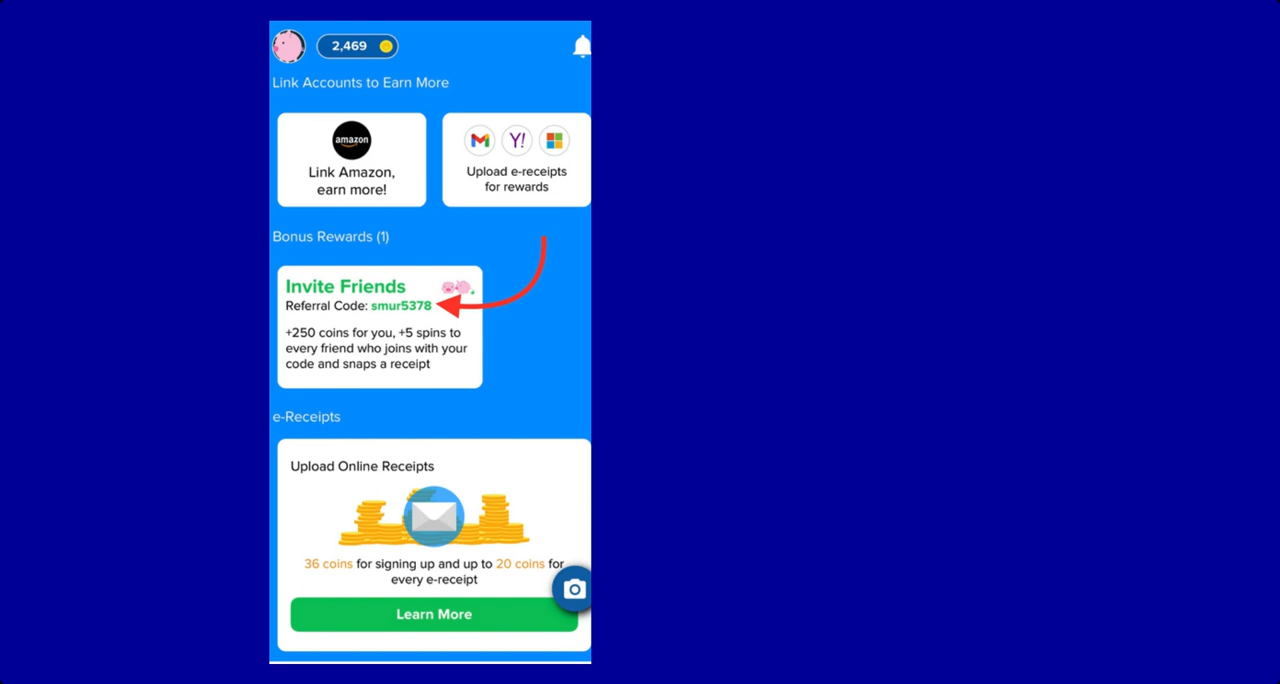 2,469
Link Accounts to Earn More
amazon
Link Amazon,
earn more!
Y!
Upload e-receipts
for rewards
Bonus Rewards (1)
Invite Friends
Referral Code: smur5378
+250 coins for you, +5 spins to
every friend who joins with your
code and snaps a receipt
e-Receipts
Upload Online Receipts
36 coins for signing up and up to 20 coins for
every e-receipt
Learn More